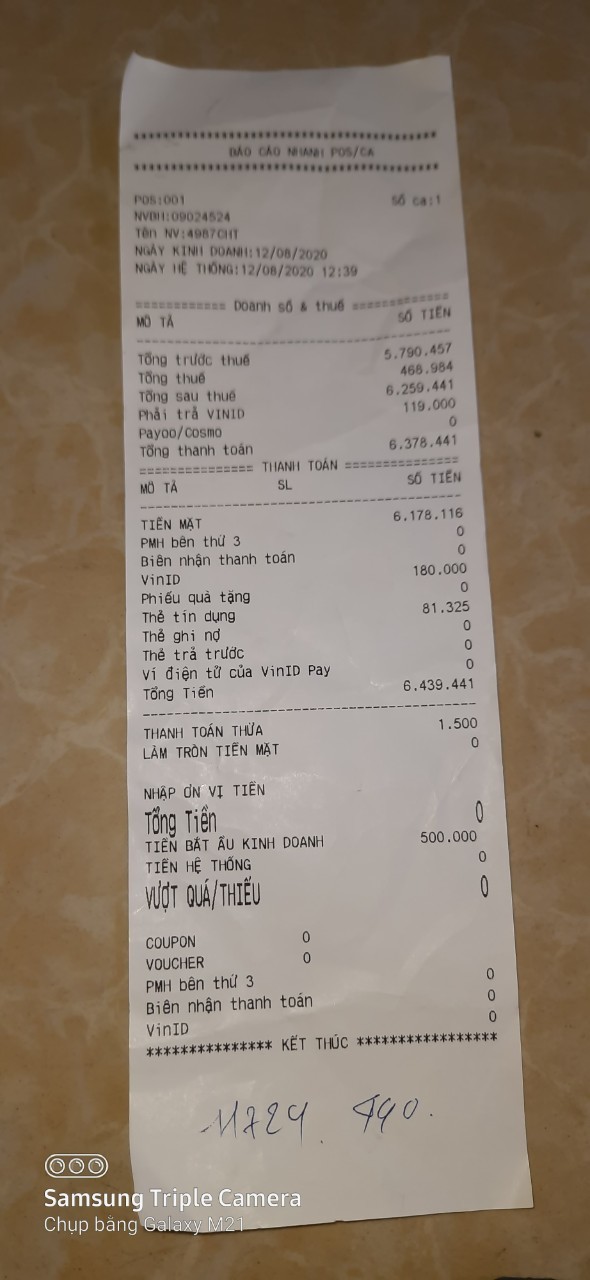 ***********************************
BÁO CÁO NHANH POS/CA
***********************************
POS:001 Số ca:1
NVBH:09024524
Tên NV:4987CHT
NGÀY KINH DOANH:12/08/2020
NGÀY HỆ THỐNG:12/08/2020 12:39
============ Doanh số & thuế ============
MÔ TẢ SỐ TIỀN
Tổng trước thuế 5.790.457
Tổng thuế 468.984
Tổng sau thuế 6.259.441
Phải trả VINID 119.000
Payoo/Cosmo 0
Tổng thanh toán 6.378.441
=============== THANH TOÁN ===============
MÔ TẢ SL SỐ TIỀN
TIỀN MẶT 6.178.116
PMH bên thứ 3 0
Biên nhận thanh toán 0
VinID 180.000
Phiếu quà tặng 0
Thẻ tín dụng 81.325
Thẻ ghi nợ 0
Thẻ trả trước 0
Ví điện tử của VinID Pay 0
Tổng Tiền 6.439.441
THANH TOÁN THỪA 1.500
LÀM TRÒN TIỀN MẶT 0
NHẬP ƠN VỊ TIỀN
Tổng Tiền 0
TIỀN BẮT ẦU KINH DOANH 500.000
TIỀN HỆ THỐNG 0
VƯỢT QUÁ/THIẾU 0
COUPON 0
VOUCHER 0
PMH bên thứ 3 0
Biên nhận thanh toán 0
VinID 0
*************** KẾT THÚC *****************
Samsung Triple Camera
Chụp bằng Galaxy M21